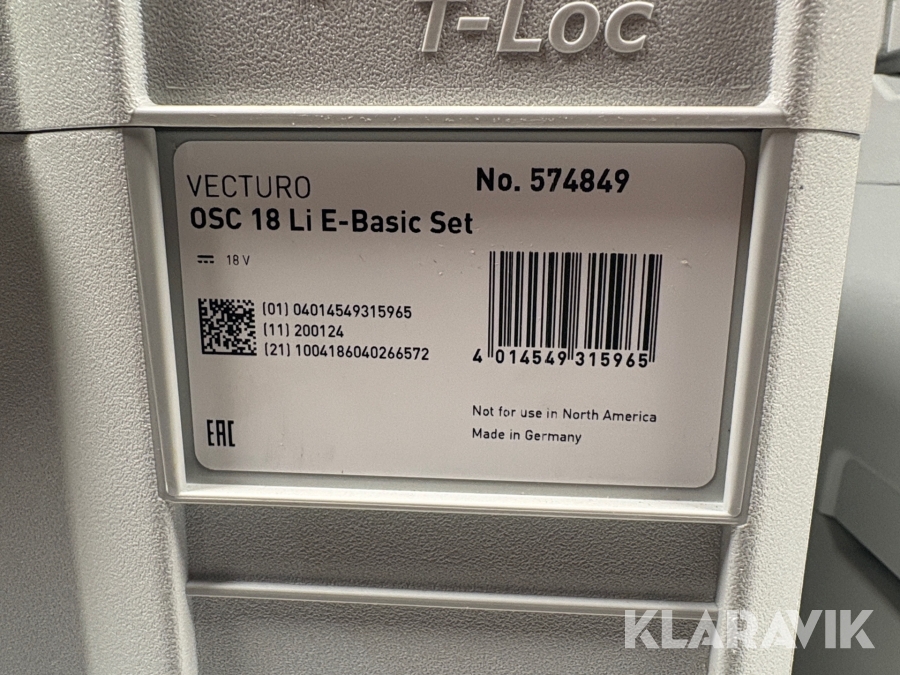 T-Loc
VECTURO
OSC 18 Li E-Basic Set
No. 574849
18 V
(01) 04014549315965
(11) 200124
(21) 1004186040266572
4 014549 315965
EAC
Not for use in North America
Made in Germany
KLARAVIK